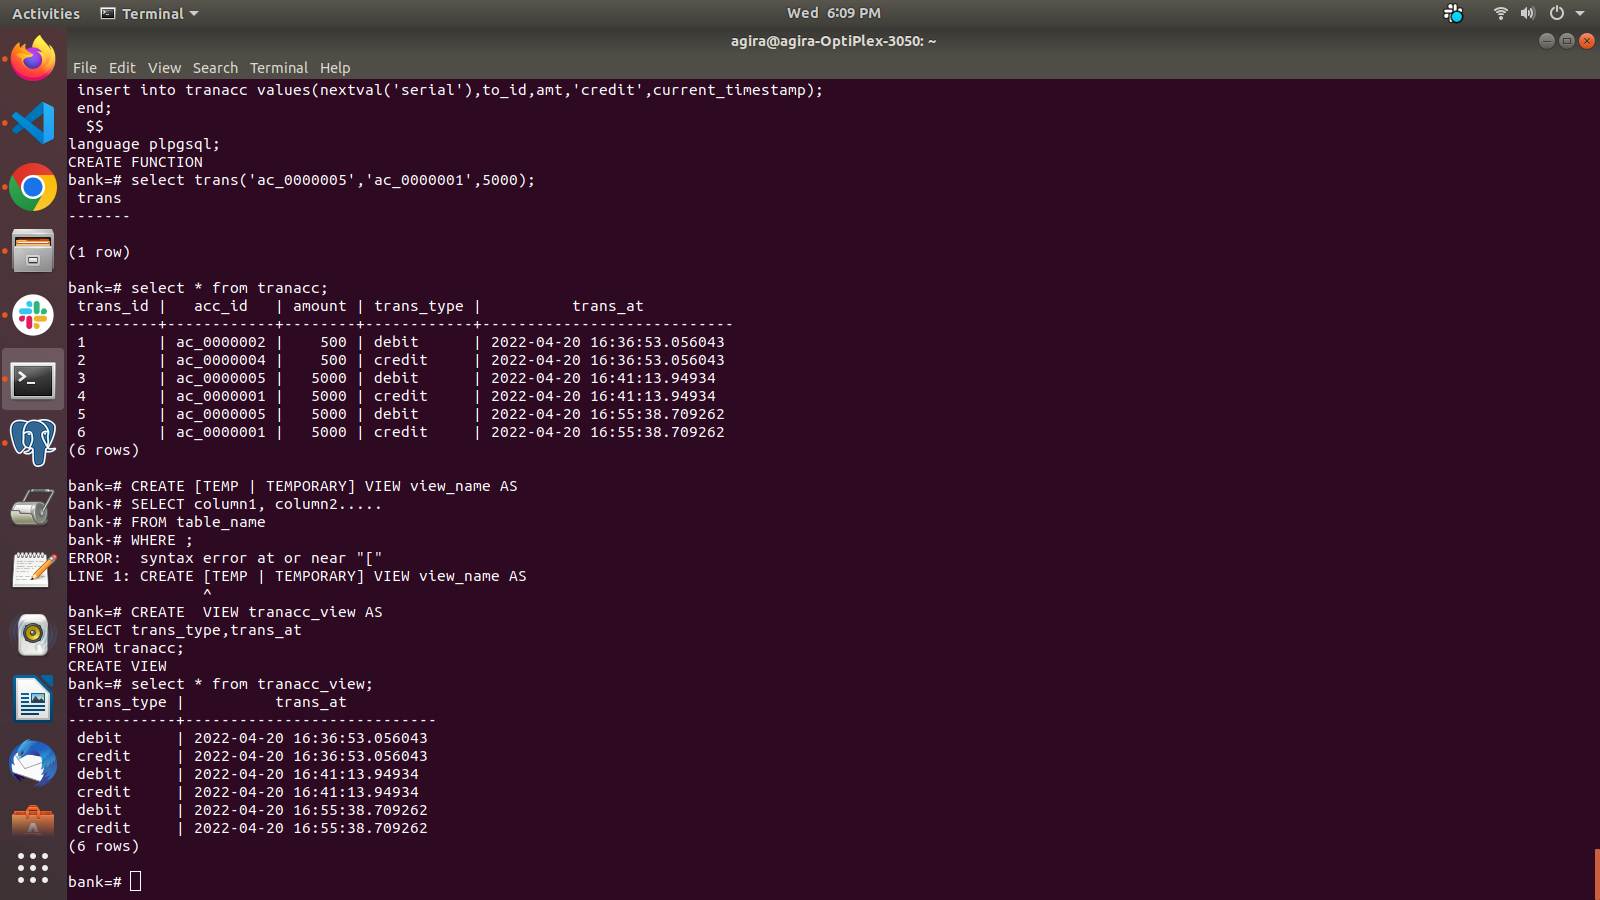 Activities Terminal Wed 6:09 PM
agira@agira-OptiPlex-3050: ~
File Edit View Search Terminal Help
 insert into tranacc values(nextval('serial'),to_id,amt,'credit',current_timestamp);
 end;
  $$
language plpgsql;
CREATE FUNCTION
bank=# select trans('ac_0000005','ac_0000001',5000);
 trans
-------
(1 row)
bank=# select * from tranacc;
 trans_id |   acc_id   | amount | trans_type |          trans_at
----------+------------+--------+------------+----------------------------
 1        | ac_0000002 |    500 | debit      | 2022-04-20 16:36:53.056043
 2        | ac_0000004 |    500 | credit     | 2022-04-20 16:36:53.056043
 3        | ac_0000005 |   5000 | debit      | 2022-04-20 16:41:13.94934
 4        | ac_0000001 |   5000 | credit     | 2022-04-20 16:41:13.94934
 5        | ac_0000005 |   5000 | debit      | 2022-04-20 16:55:38.709262
 6        | ac_0000001 |   5000 | credit     | 2022-04-20 16:55:38.709262
(6 rows)
bank=# CREATE [TEMP | TEMPORARY] VIEW view_name AS
bank-# SELECT column1, column2.....
bank-# FROM table_name
bank-# WHERE ;
ERROR:  syntax error at or near "["
LINE 1: CREATE [TEMP | TEMPORARY] VIEW view_name AS
               ^
bank=# CREATE  VIEW tranacc_view AS
SELECT trans_type,trans_at
FROM tranacc;
CREATE VIEW
bank=# select * from tranacc_view;
 trans_type |          trans_at
------------+----------------------------
 debit      | 2022-04-20 16:36:53.056043
 credit     | 2022-04-20 16:36:53.056043
 debit      | 2022-04-20 16:41:13.94934
 credit     | 2022-04-20 16:41:13.94934
 debit      | 2022-04-20 16:55:38.709262
 credit     | 2022-04-20 16:55:38.709262
(6 rows)
bank=#